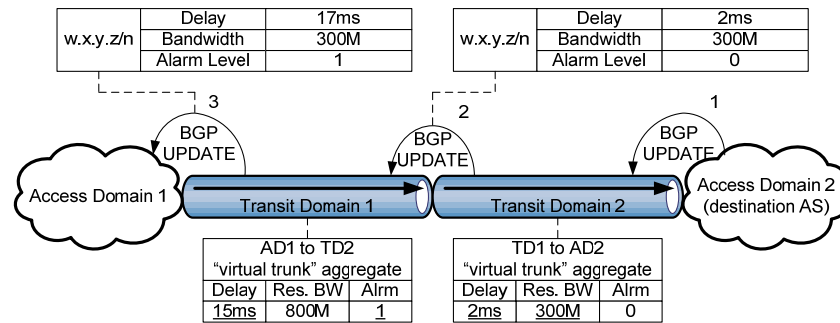 w.x.y.z/n
Delay 17ms
Bandwidth 300M
Alarm Level 1
w.x.y.z/n
Delay 2ms
Bandwidth 300M
Alarm Level 0
3
BGP
UPDATE
2
BGP
UPDATE
1
BGP
UPDATE
Access Domain 1
Transit Domain 1
Transit Domain 2
Access Domain 2
(destination AS)
AD1 to TD2
“virtual trunk” aggregate
Delay Res. BW Alrm
15ms 800M 1
TD1 to AD2
“virtual trunk” aggregate
Delay Res. BW Alrm
2ms 300M 0